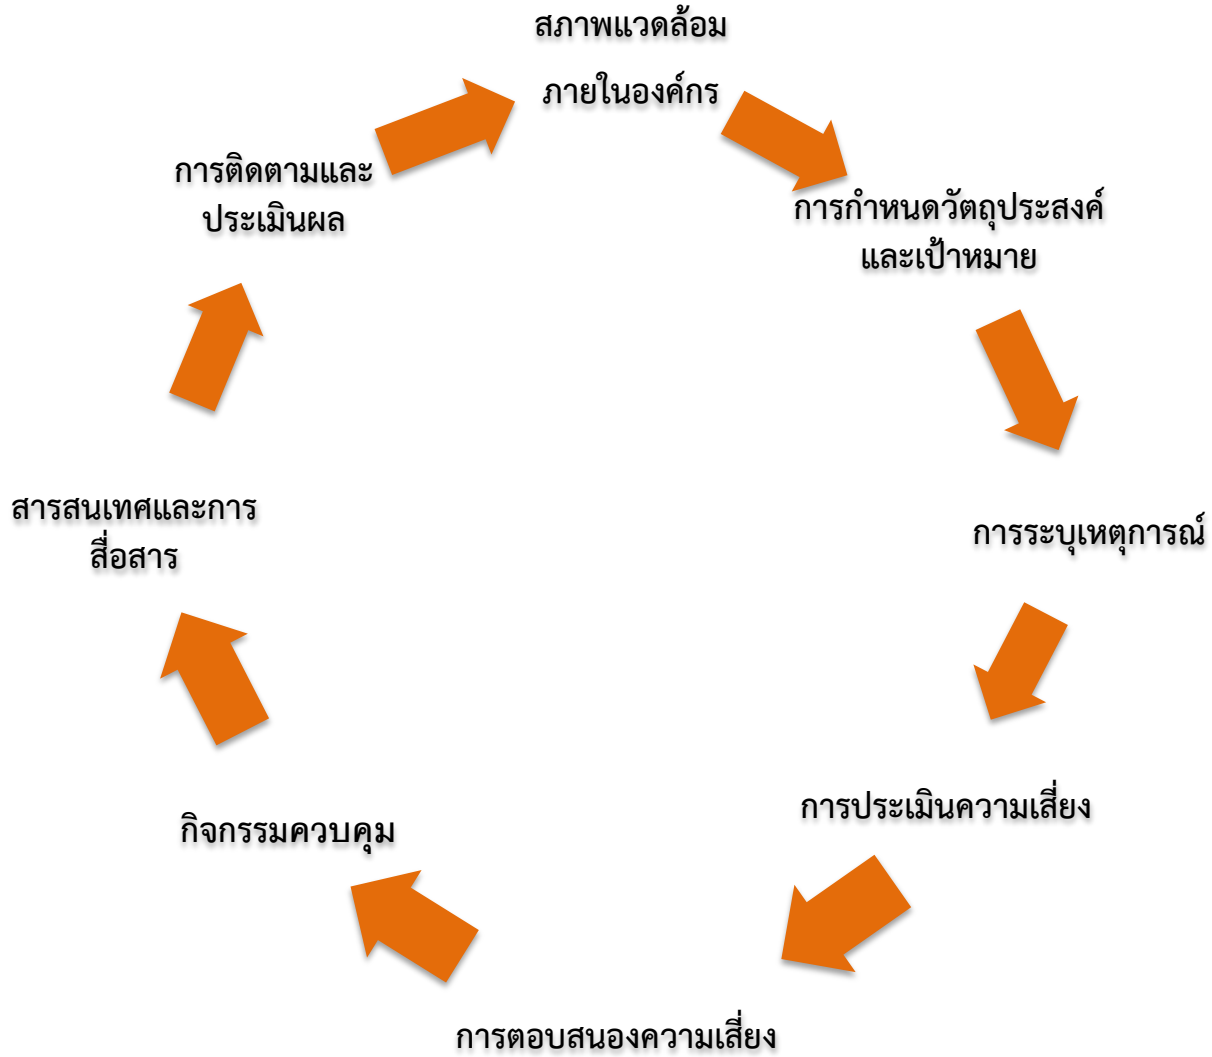 สภาพแวดล้อม
ภายในองค์กร
การกำหนดวัตถุประสงค์
และเป้าหมาย
การระบุเหตุการณ์
การประเมินความเสี่ยง
การตอบสนองความเสี่ยง
กิจกรรมควบคุม
สารสนเทศและการ
สื่อสาร
การติดตามและ
ประเมินผล